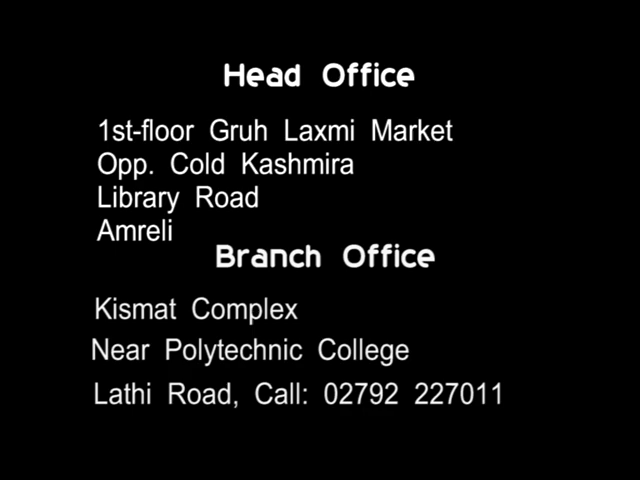 Head Office
1st-floor Gruh Laxmi Market
Opp. Cold Kashmira
Library Road
Amreli
Branch Office
Kismat Complex
Near Polytechnic College
Lathi Road, Call: 02792 227011